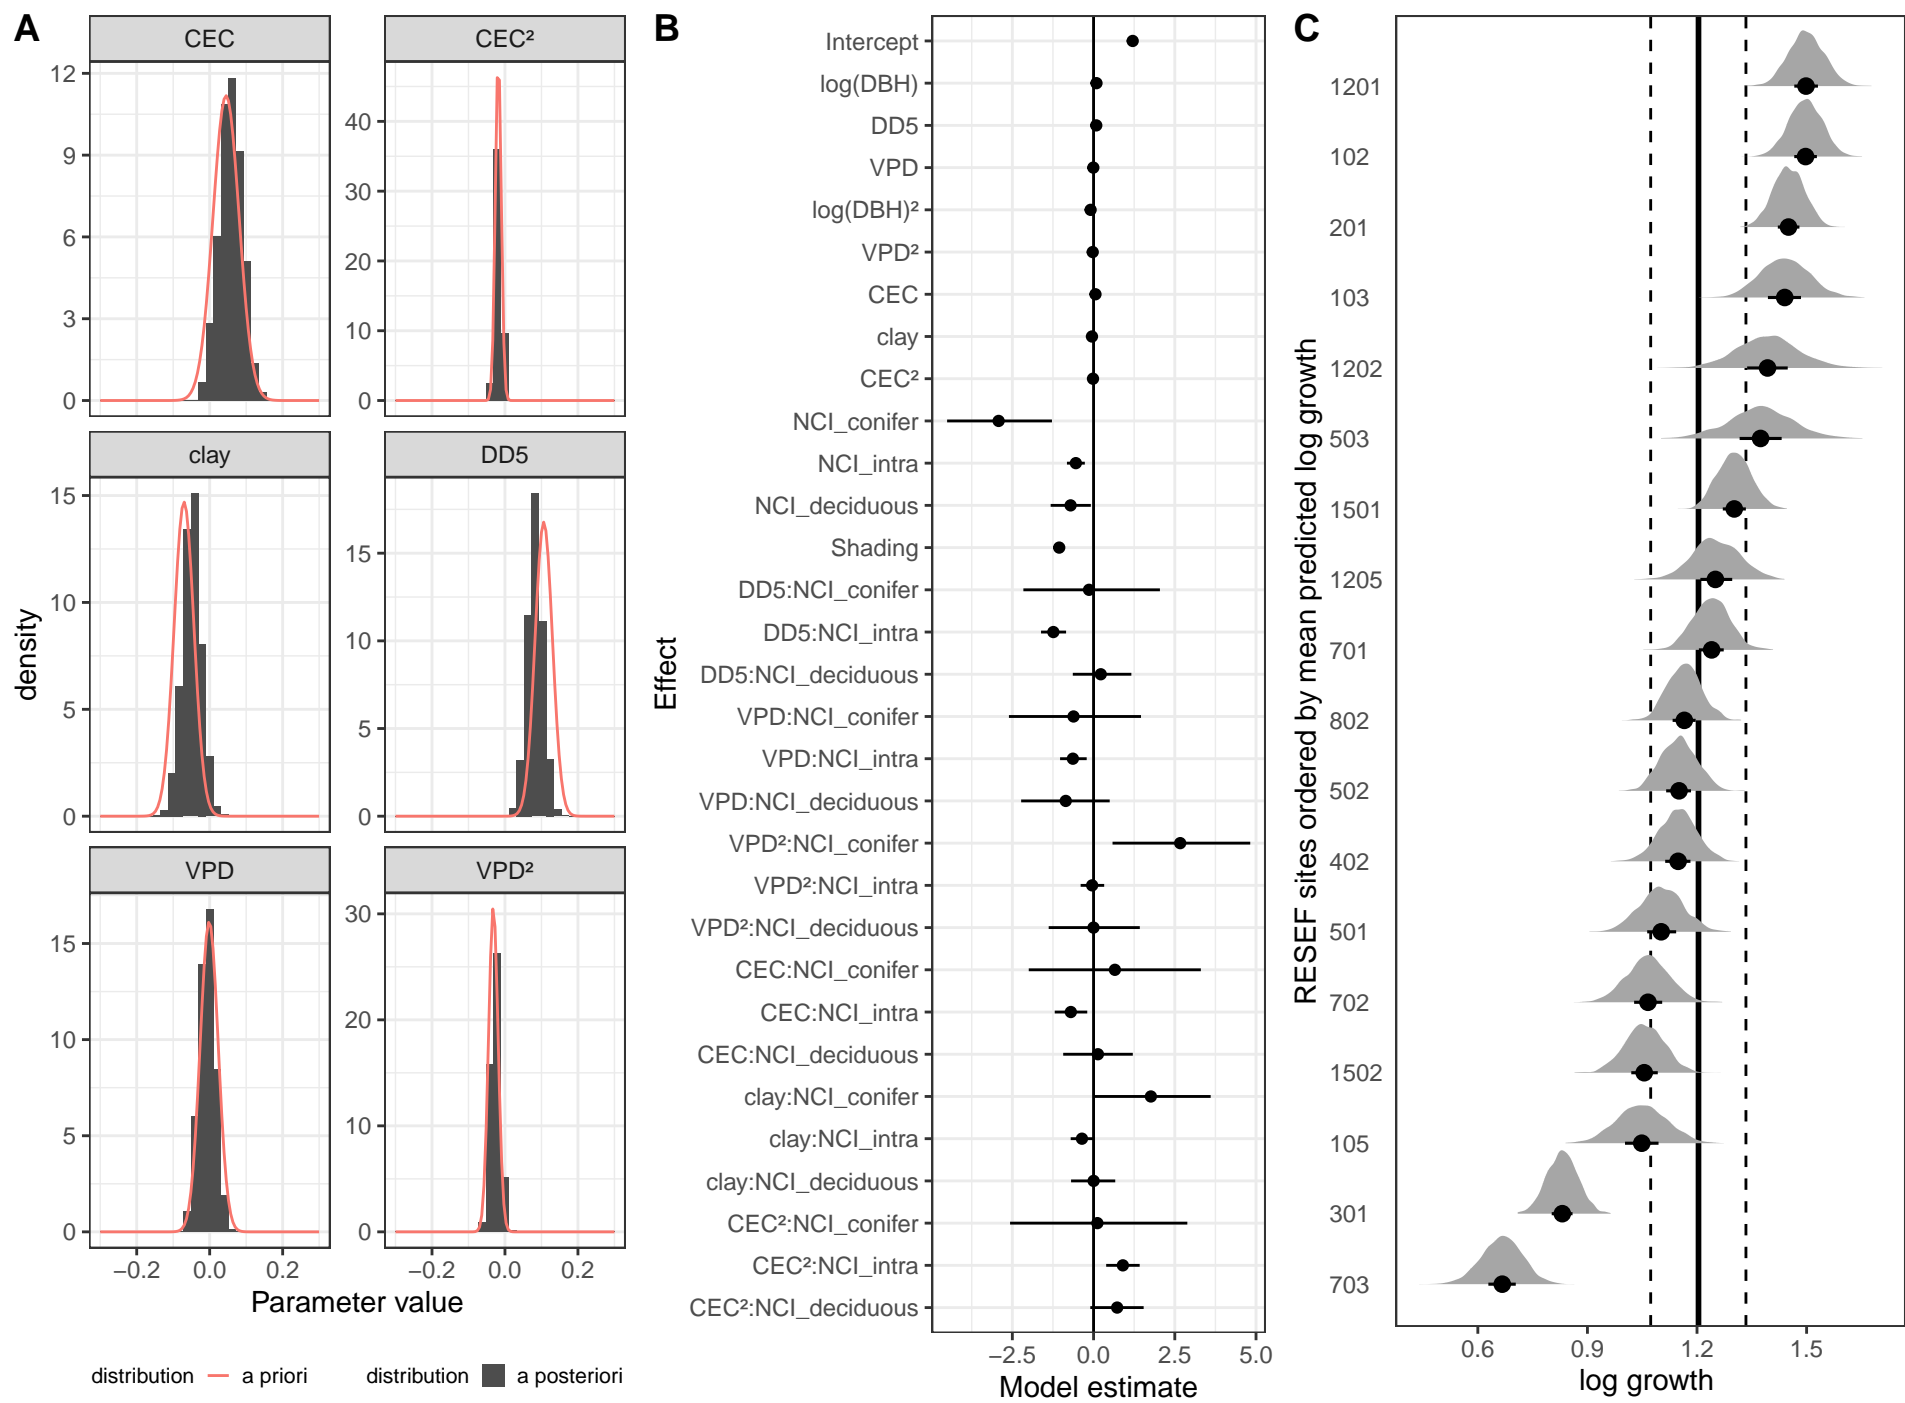 A
CEC
CEC²
12
9
6
3
0
40
30
20
10
0
clay
DD5
15
10
5
0
15
10
5
0
VPD
VPD²
15
10
5
0
30
20
10
0
−0.2
0.0
0.2
−0.2
0.0
0.2
density
Parameter value
distribution
a priori
distribution
a posteriori
B
Effect
Intercept
log(DBH)
DD5
VPD
log(DBH)²
VPD²
CEC
clay
CEC²
NCI_conifer
NCI_intra
NCI_deciduous
Shading
DD5:NCI_conifer
DD5:NCI_intra
DD5:NCI_deciduous
VPD:NCI_conifer
VPD:NCI_intra
VPD:NCI_deciduous
VPD²:NCI_conifer
VPD²:NCI_intra
VPD²:NCI_deciduous
CEC:NCI_conifer
CEC:NCI_intra
CEC:NCI_deciduous
clay:NCI_conifer
clay:NCI_intra
clay:NCI_deciduous
CEC²:NCI_conifer
CEC²:NCI_intra
CEC²:NCI_deciduous
−2.5
0.0
2.5
5.0
Model estimate
C
RESEF sites ordered by mean predicted log growth
1201
102
201
103
1202
503
1501
1205
701
802
502
402
501
702
1502
105
301
703
0.6
0.9
1.2
1.5
log growth